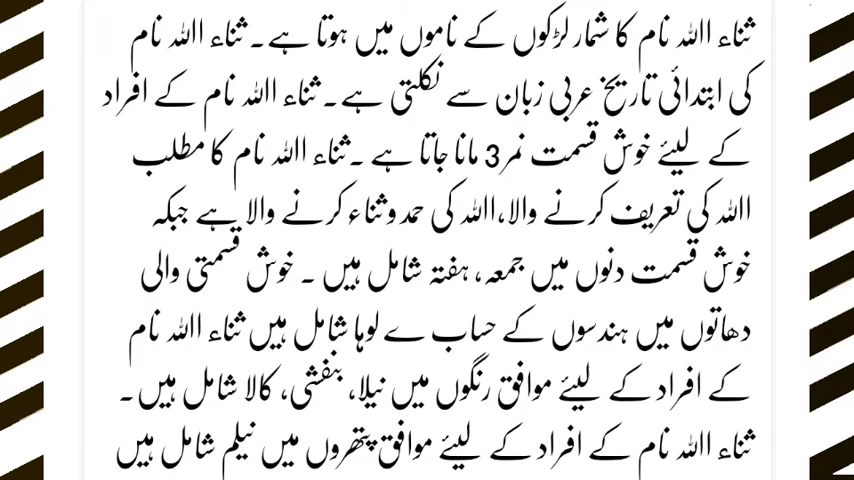 ثناء اللہ نام کا شمار لڑکوں کے ناموں میں ہوتا ہے۔ ثناء اللہ نام
کی ابتدائی تاریخ عربی زبان سے نکلتی ہے۔ ثناء اللہ نام کے افراد
کے لیئے خوش قسمت نمر 3 مانا جاتا ہے ۔ ثناء اللہ نام کا مطلب
اللہ کی تعریف کرنے والا،اللہ کی حمد وثناء کرنے والا ہے جبکہ
خوش قسمت دنوں میں جمعہ، ہفتہ شامل ہیں ۔ خوش قسمتی والی
دھاتوں میں ہندسوں کے حساب سے لوہا شامل ہیں ثناء اللہ نام
کے افراد کے لیئے موافق رنگوں میں نیلا، بنفشی، کالا شامل ہیں۔
ثناء اللہ نام کے افراد کے لیئے موافق پتھروں میں نیلم شامل ہیں